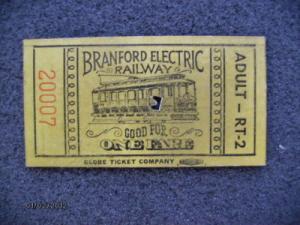 20007
BRANFORD ELECTRIC
RAILWAY
GOOD FOR
ONE FARE
GLOBE TICKET COMPANY
ADULT - RT-2